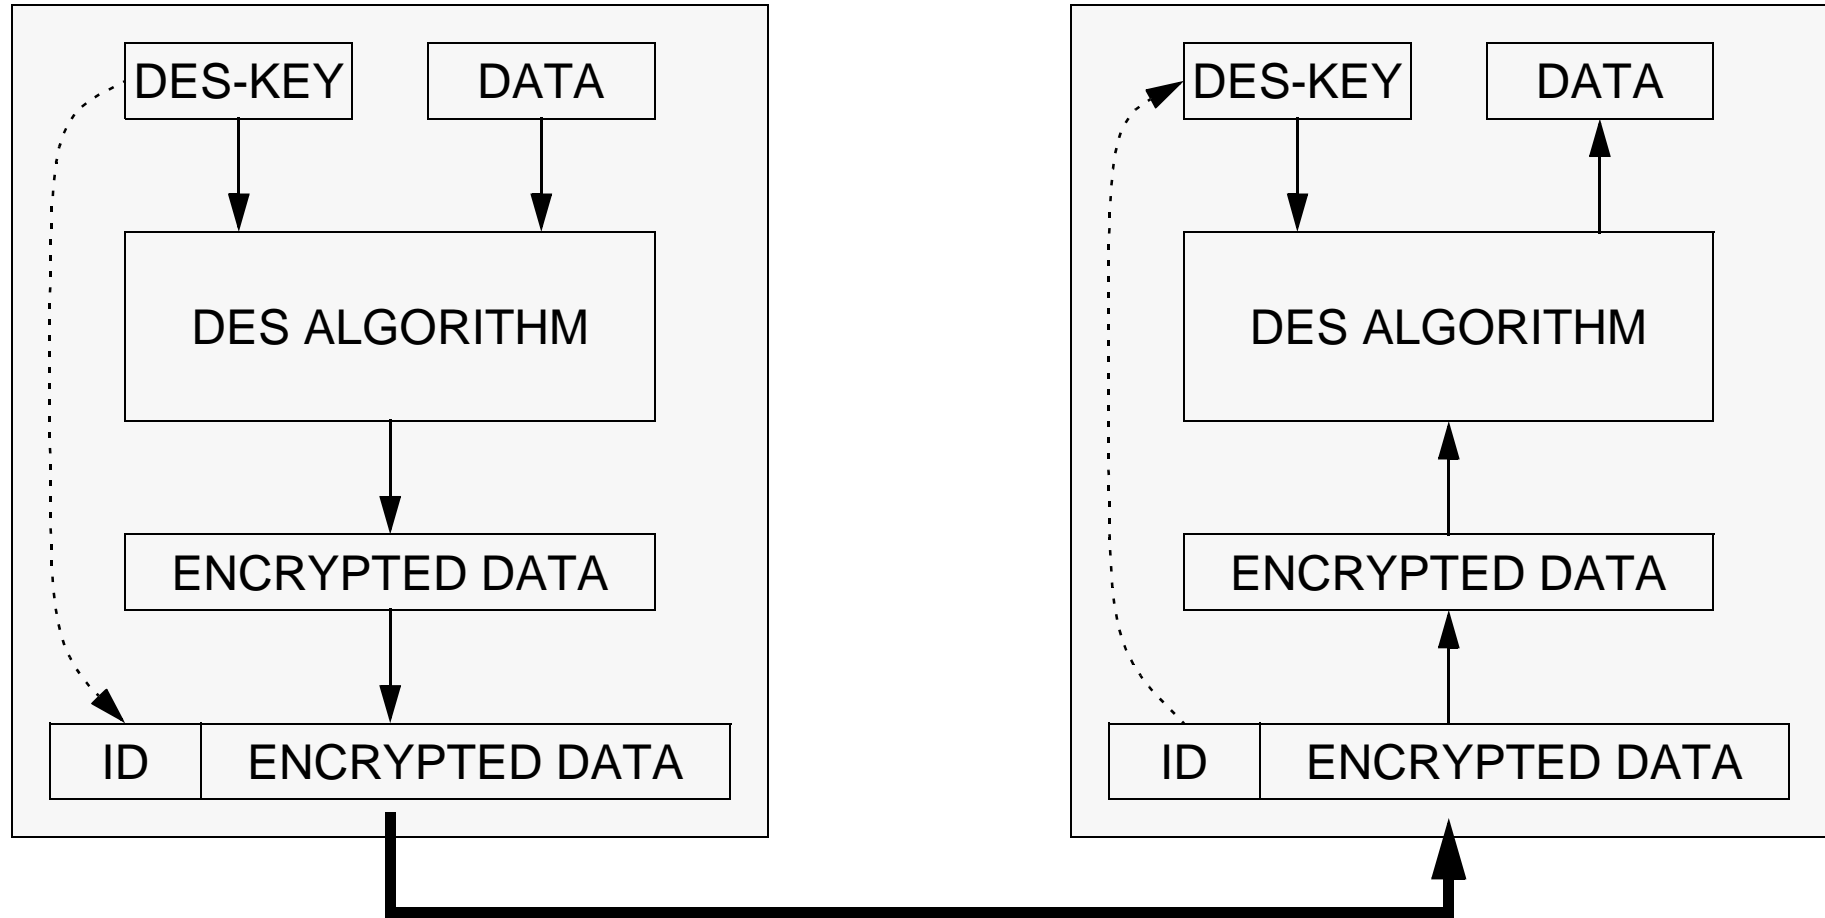 DES-KEY
DATA
DES ALGORITHM
ENCRYPTED DATA
ID
ENCRYPTED DATA
DES-KEY
DATA
DES ALGORITHM
ENCRYPTED DATA
ID
ENCRYPTED DATA